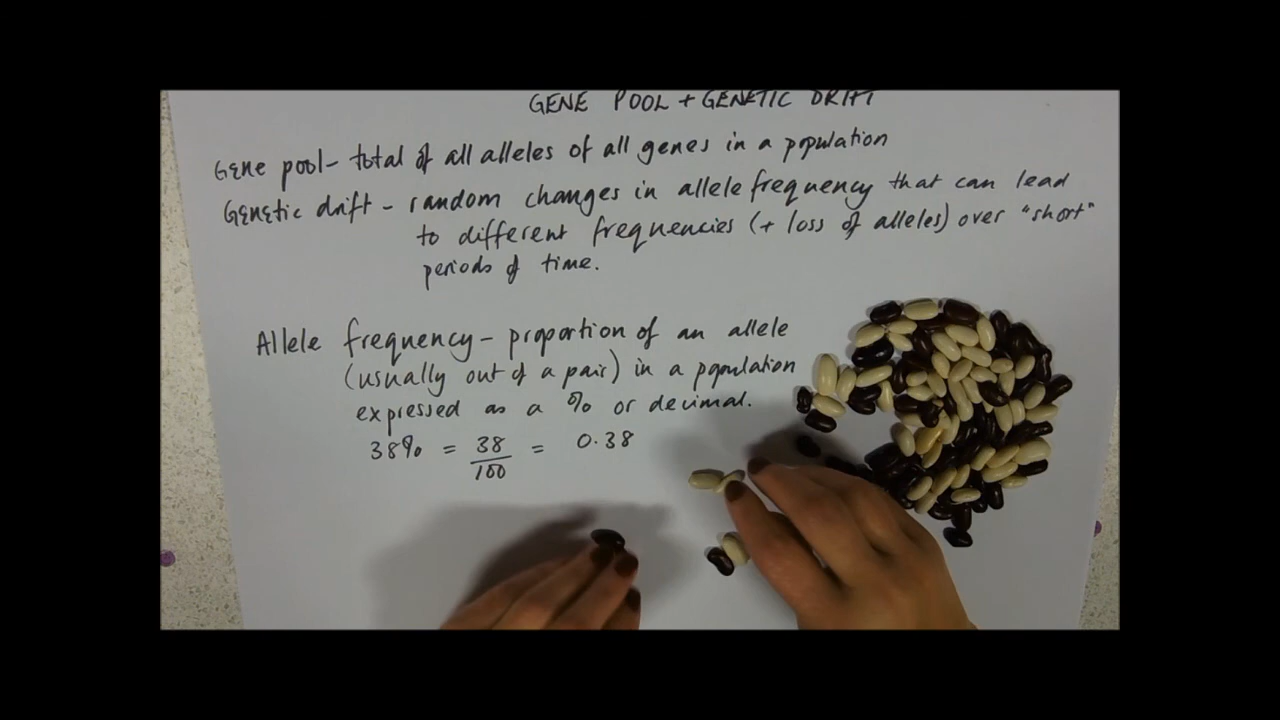 GENE POOL + GENETIC DRIFT
Gene pool - total of all alleles of all genes in a population
Genetic drift - random changes in allele frequency that can lead
to different frequencies (+ loss of alleles) over "short"
periods of time.
Allele frequency - proportion of an allele
(usually out of a pair) in a population
expressed as a % or decimal.
38% = 38/100 = 0.38